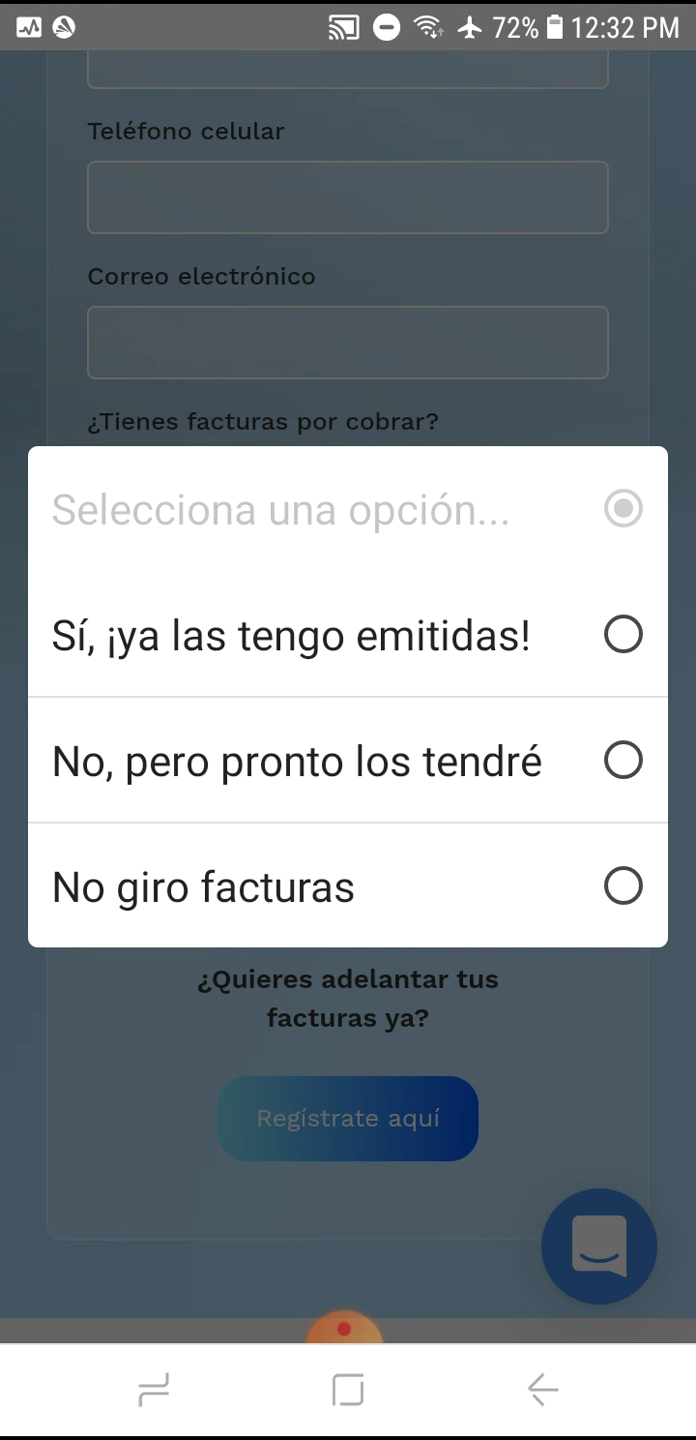 72% 12:32 PM
Teléfono celular
Correo electrónico
¿Tienes facturas por cobrar?
Selecciona una opción...
Sí, ¡ya las tengo emitidas!
No, pero pronto los tendré
No giro facturas
¿Quieres adelantar tus
facturas ya?
Regístrate aquí